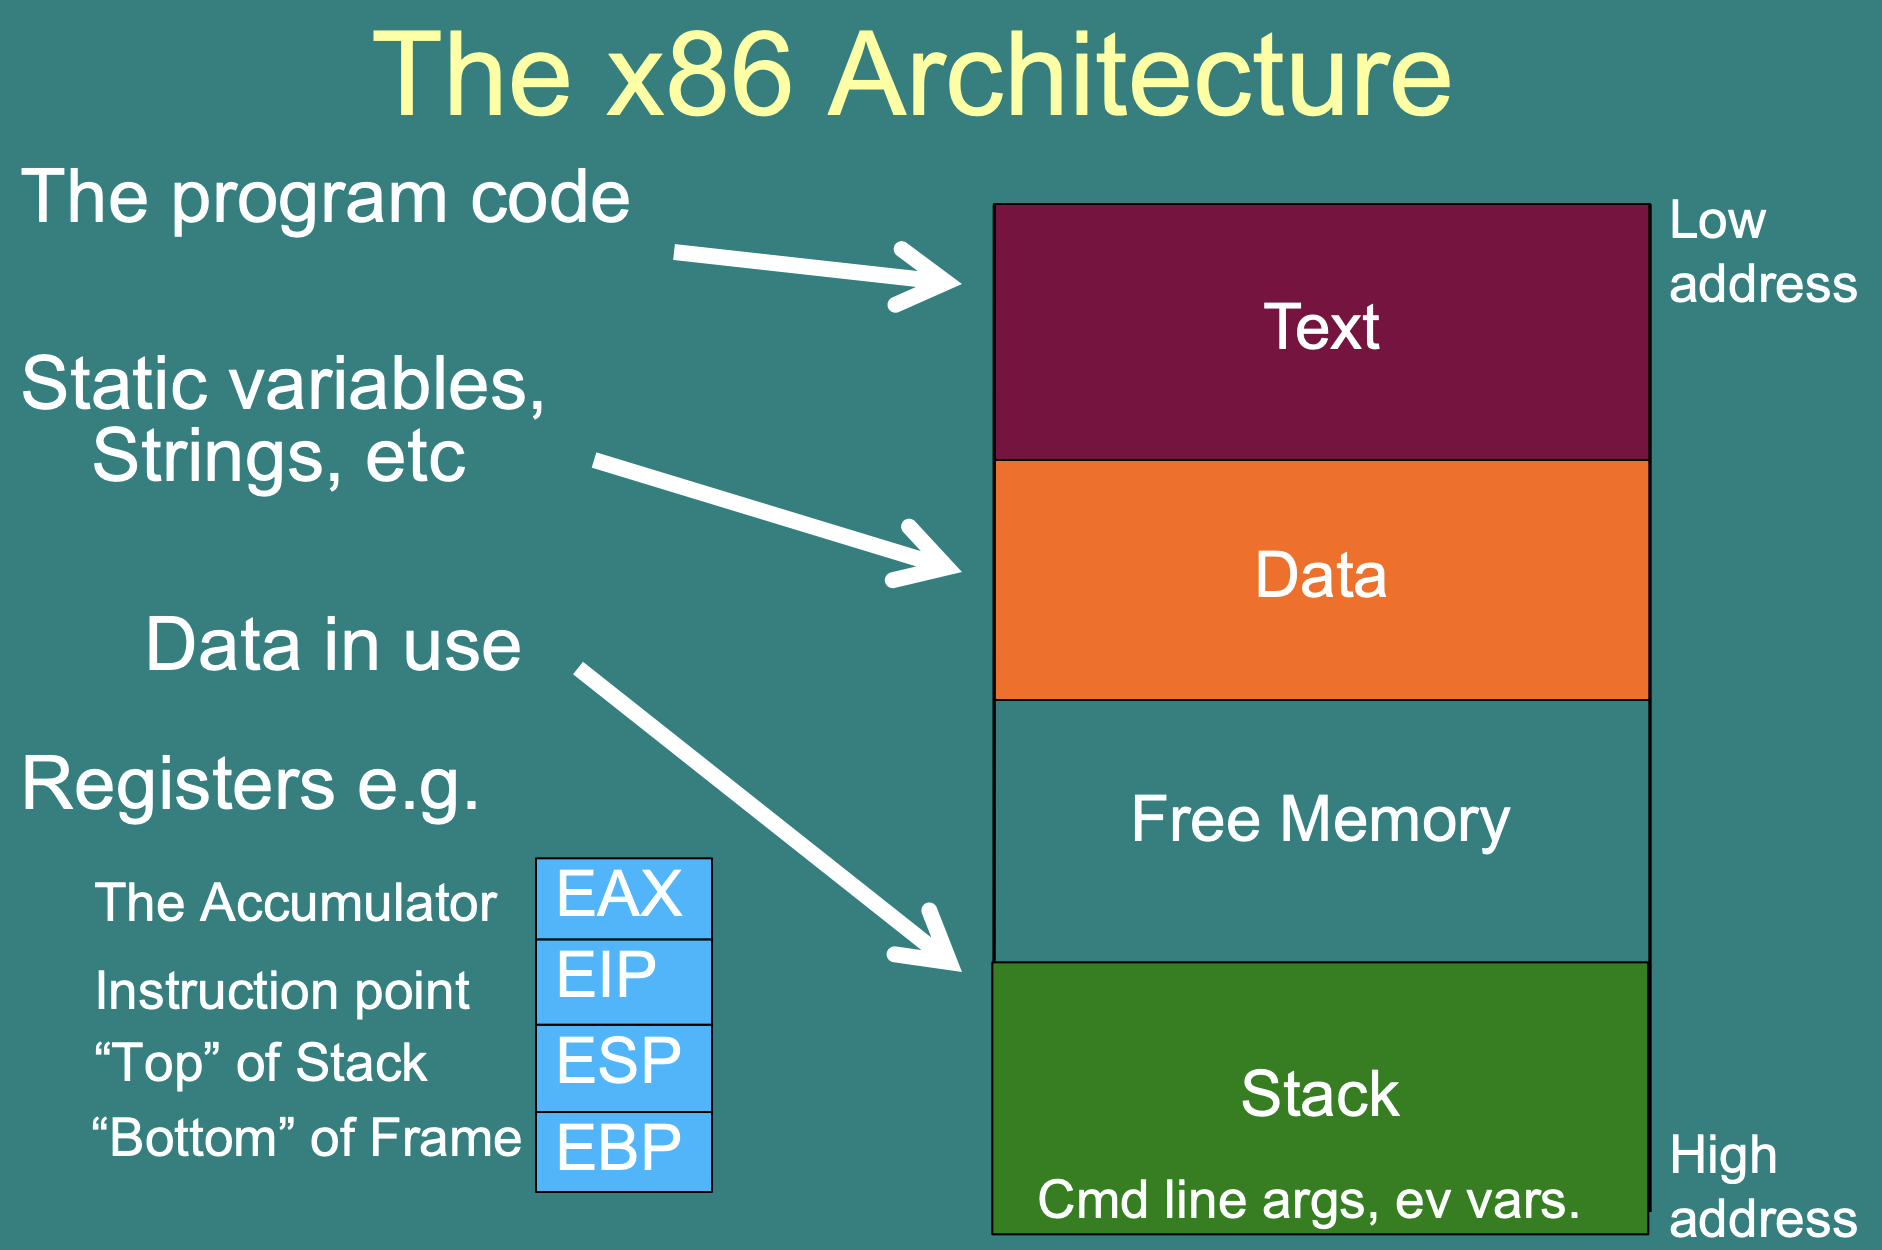 The x86 Architecture
The program code
Static variables,
Strings, etc
Data in use
Registers e.g.
The Accumulator
EAX
Instruction point
EIP
“Top” of Stack
ESP
“Bottom” of Frame
EBP
Low
address
Text
Data
Free Memory
Stack
Cmd line args, ev vars.
High
address